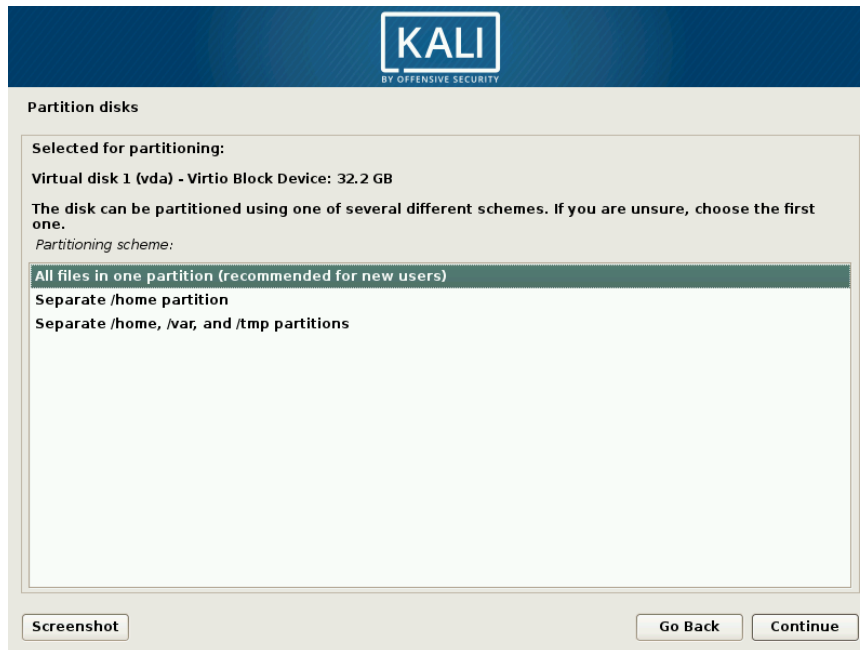 KALI
BY OFFENSIVE SECURITY
Partition disks
Selected for partitioning:
Virtual disk 1 (vda) - Virtio Block Device: 32.2 GB
The disk can be partitioned using one of several different schemes. If you are unsure, choose the first
one.
Partitioning scheme:
All files in one partition (recommended for new users)
Separate /home partition
Separate /home, /var, and /tmp partitions
Screenshot
Go Back
Continue